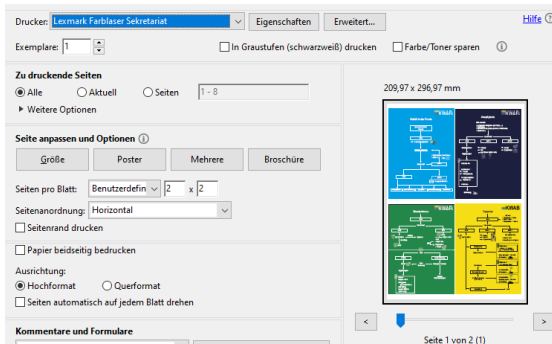 Drucker: Lexmark Farblaser Sekretariat Eigenschaften Erweitert... Hilfe
Exemplare: 1 In Graustufen (schwarzweiß) drucken Farbe/Toner sparen
Zu druckende Seiten
Alle Aktuell Seiten 1 - 8
Weitere Optionen
209,97 x 296,97 mm
Seite anpassen und Optionen
Größe Poster Mehrere Broschüre
Seiten pro Blatt: Benutzerdefin 2 x 2
Seitenanordnung: Horizontal
Seitenrand drucken
Papier beidseitig bedrucken
Ausrichtung:
Hochformat Querformat
Seiten automatisch auf jedem Blatt drehen
< >
Kommentare und Formulare
Seite 1 von 2 (1)